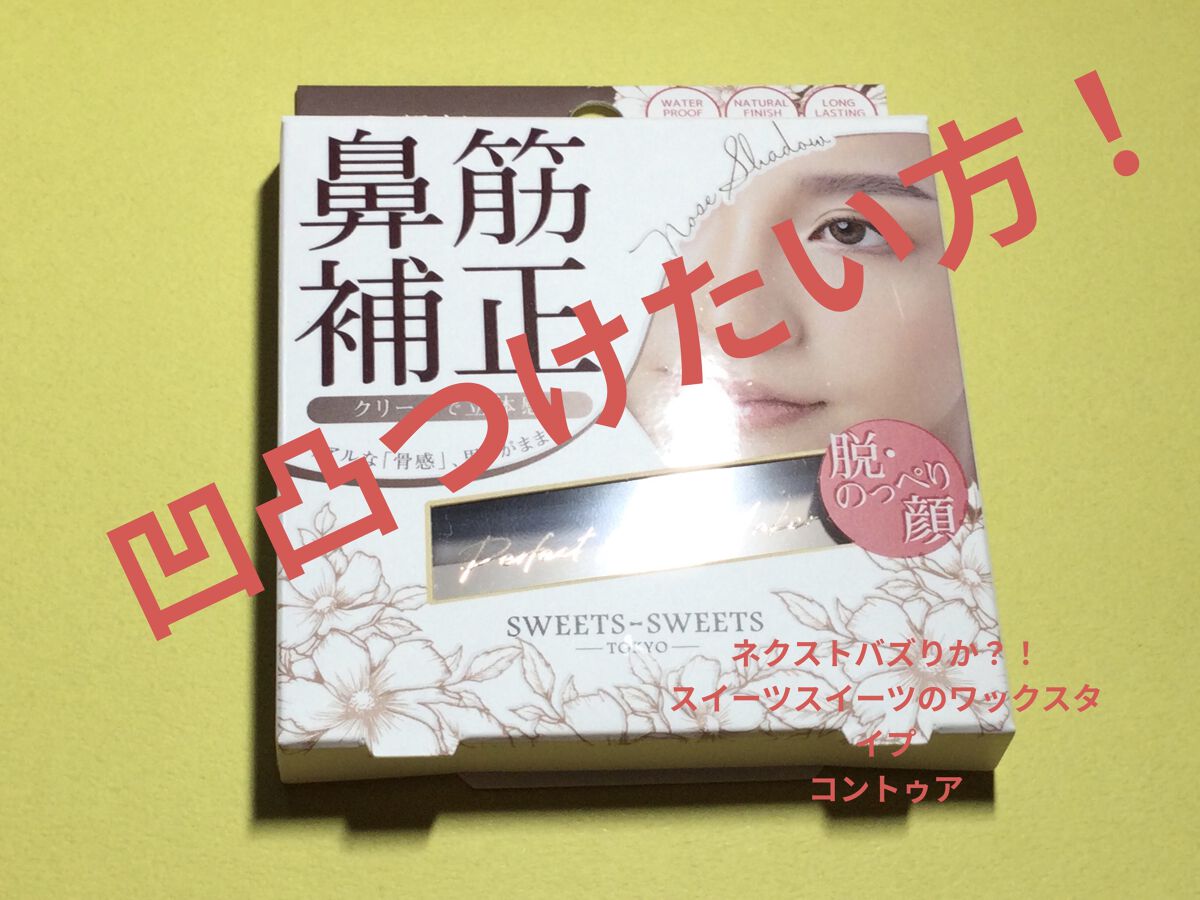 WATER PROOF
NATURAL FINISH
LONG LASTING
Nose Shadow
鼻筋
補正
凹凸つけたい方！
「骨感」、
脱・
のっぺり
顔
Perfect
SWEETS-SWEETS
TOKYO
ネクストバズりか？！
スイーツスイーツのワックスタ
イプ
コントゥア